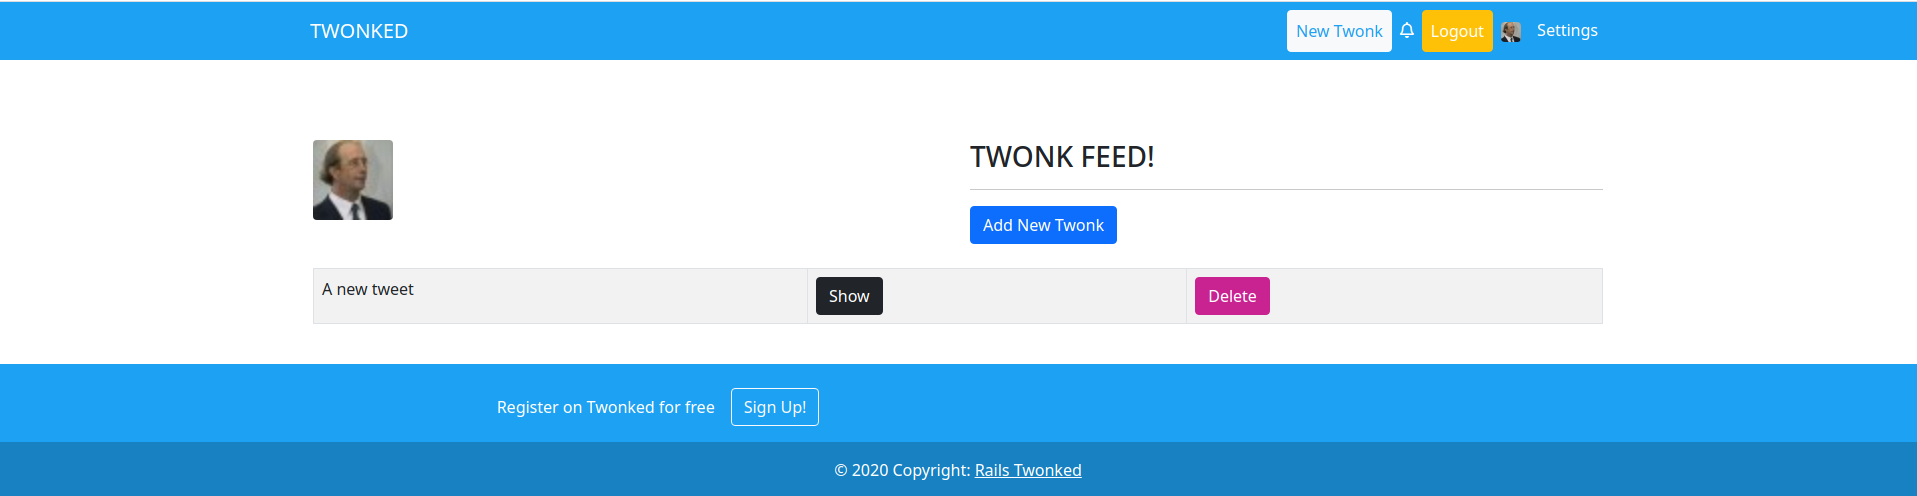 TWONKED New Twonk Logout Settings
TWONK FEED!
Add New Twonk
A new tweet Show Delete
Register on Twonked for free Sign Up!
© 2020 Copyright: Rails Twonked